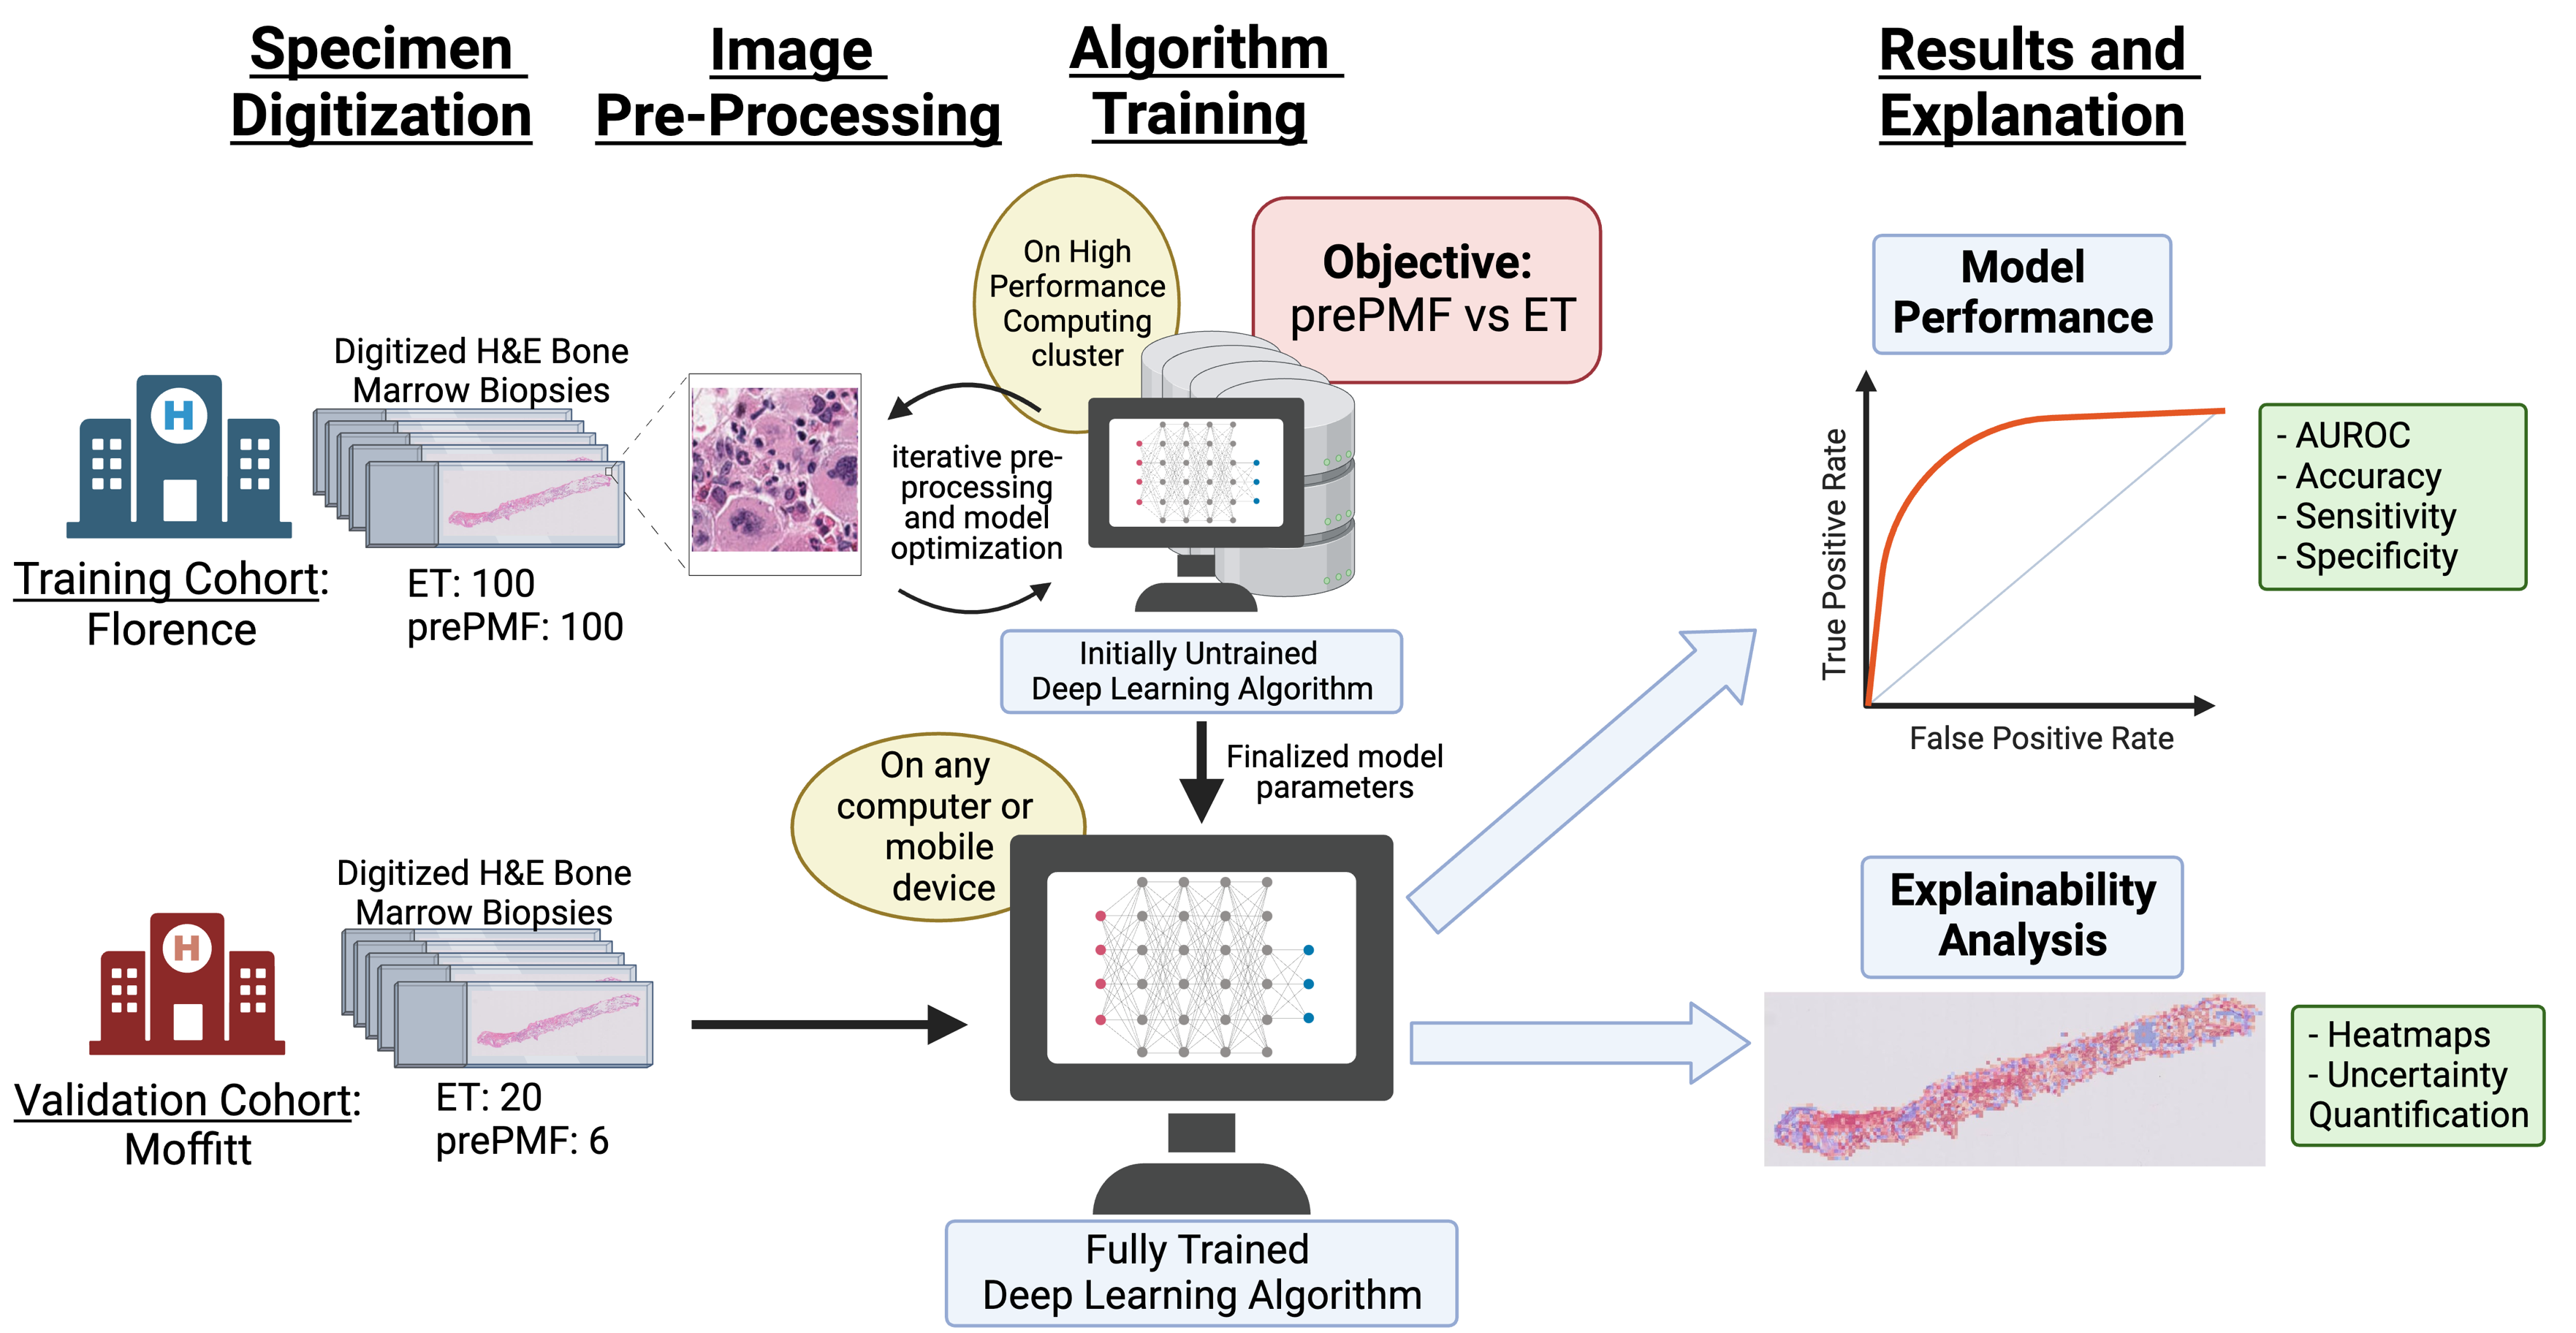 Specimen
Digitization
Image
Pre-Processing
Algorithm
Training
Results and
Explanation
On High
Performance
Computing
cluster
Objective:
prePMF vs ET
Digitized H&E Bone
Marrow Biopsies
H
Training Cohort:
Florence
ET: 100
prePMF: 100
iterative pre-
processing
and model
optimization
Initially Untrained
Deep Learning Algorithm
Finalized model
parameters
Model
Performance
True Positive Rate
False Positive Rate
- AUROC
- Accuracy
- Sensitivity
- Specificity
On any
computer or
mobile
device
Digitized H&E Bone
Marrow Biopsies
H
Validation Cohort:
Moffitt
ET: 20
prePMF: 6
Fully Trained
Deep Learning Algorithm
Explainability
Analysis
- Heatmaps
- Uncertainty
Quantification